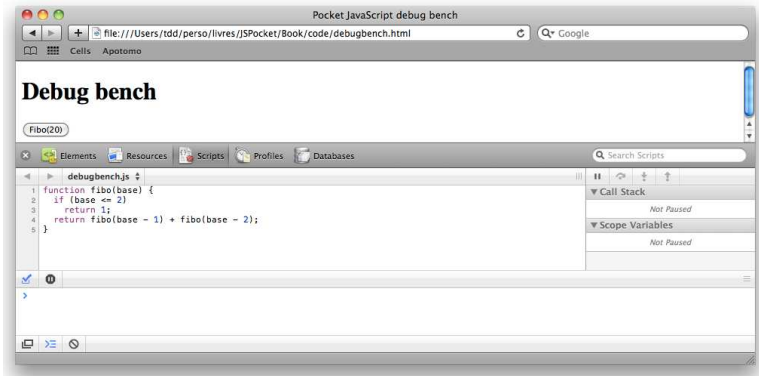 Pocket JavaScript debug bench
file:///Users/tdd/perso/livres/JSPocket/Book/code/debugbench.html
Google
Cells Apotomo
Debug bench
Fibo(20)
Elements Resources Scripts Profiles Databases Search Scripts
debugbench.js
1 function fibo(base) {
2 if (base <= 2)
3 return 1;
4 return fibo(base - 1) + fibo(base - 2);
5 }
Call Stack
Not Paused
Scope Variables
Not Paused